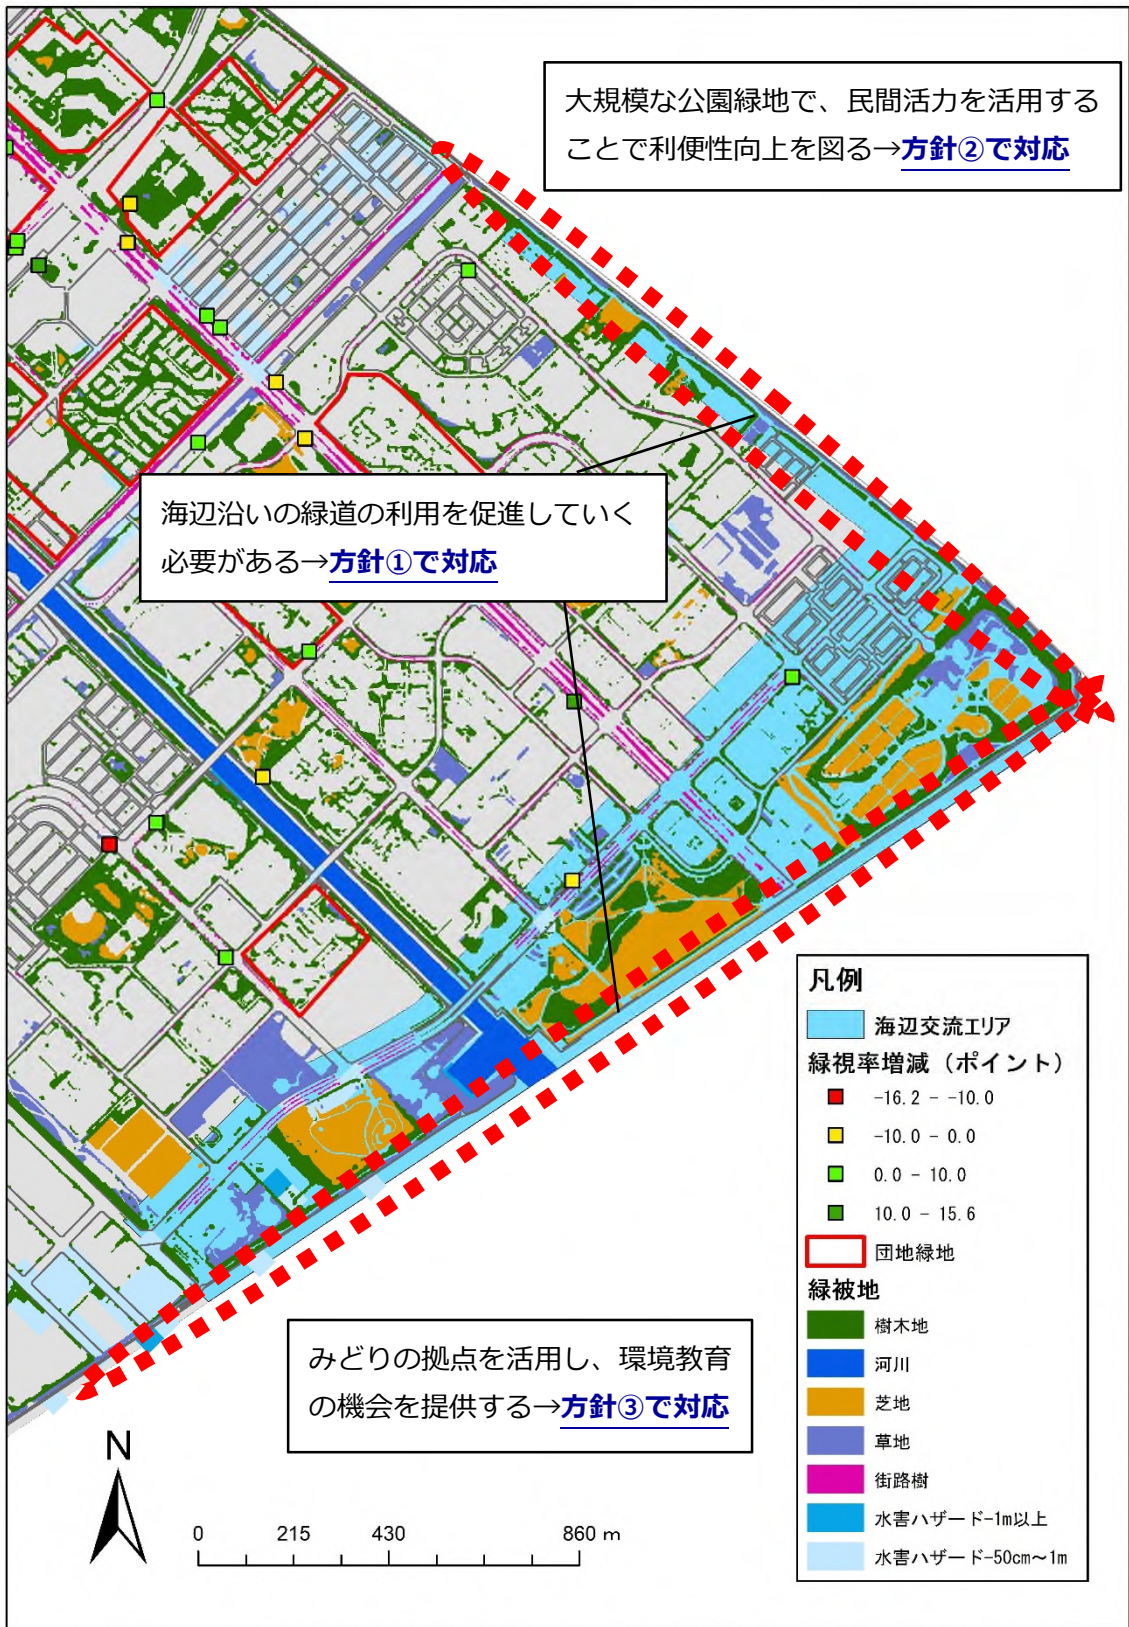 大規模な公園緑地で、民間活力を活用する
ことで利便性向上を図る→方針②で対応
海辺沿いの緑道の利用を促進していく
必要がある→方針①で対応
みどりの拠点を活用し、環境教育
の機会を提供する→方針③で対応
凡例
海辺交流エリア
緑視率増減（ポイント）
-16.2 - -10.0
-10.0 - 0.0
0.0 - 10.0
10.0 - 15.6
団地緑地
緑被地
樹木地
河川
芝地
草地
街路樹
水害ハザード-1m以上
水害ハザード-50cm～1m
N
0 215 430 860 m